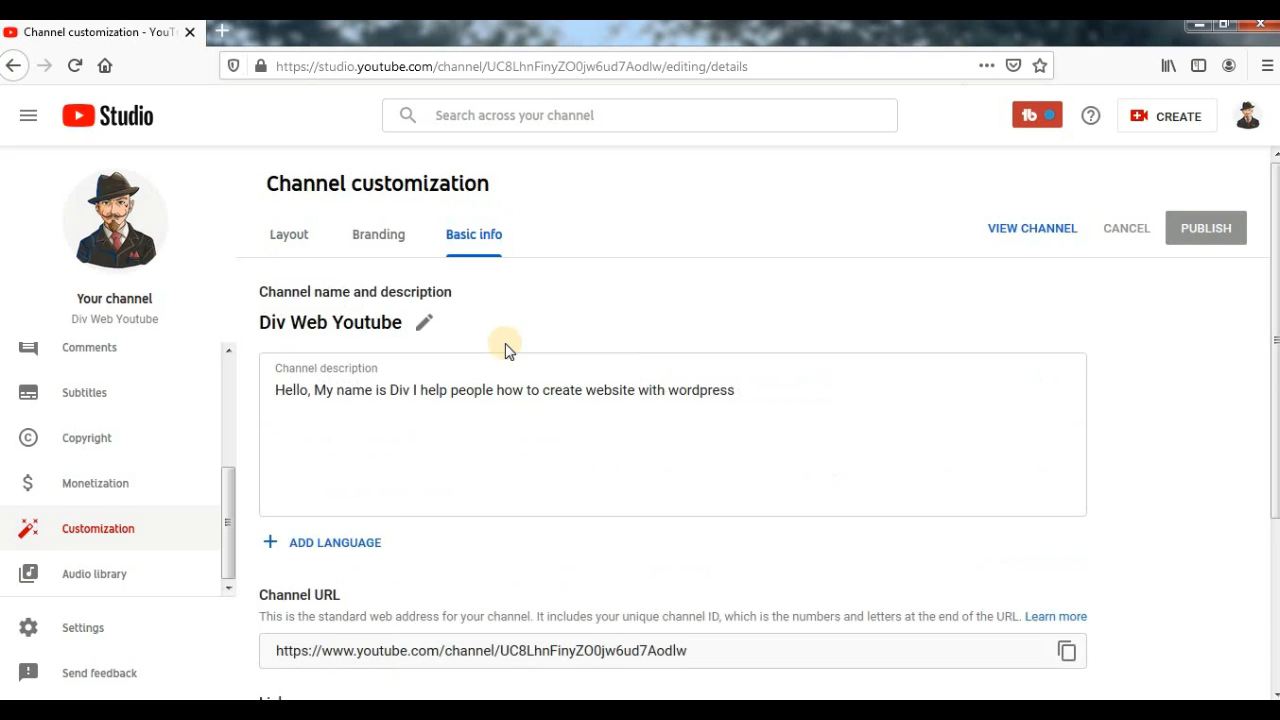 Channel customization - YouT
https://studio.youtube.com/channel/UC8LhnFinyZO0jw6ud7Aodlw/editing/details
Studio
Search across your channel
tb
CREATE
Channel customization
Layout
Branding
Basic info
VIEW CHANNEL
CANCEL
PUBLISH
Your channel
Div Web Youtube
Comments
Subtitles
Copyright
Monetization
Customization
Audio library
Settings
Send feedback
Channel name and description
Div Web Youtube
Channel description
Hello, My name is Div I help people how to create website with wordpress
ADD LANGUAGE
Channel URL
This is the standard web address for your channel. It includes your unique channel ID, which is the numbers and letters at the end of the URL. Learn more
https://www.youtube.com/channel/UC8LhnFinyZO0jw6ud7Aodlw